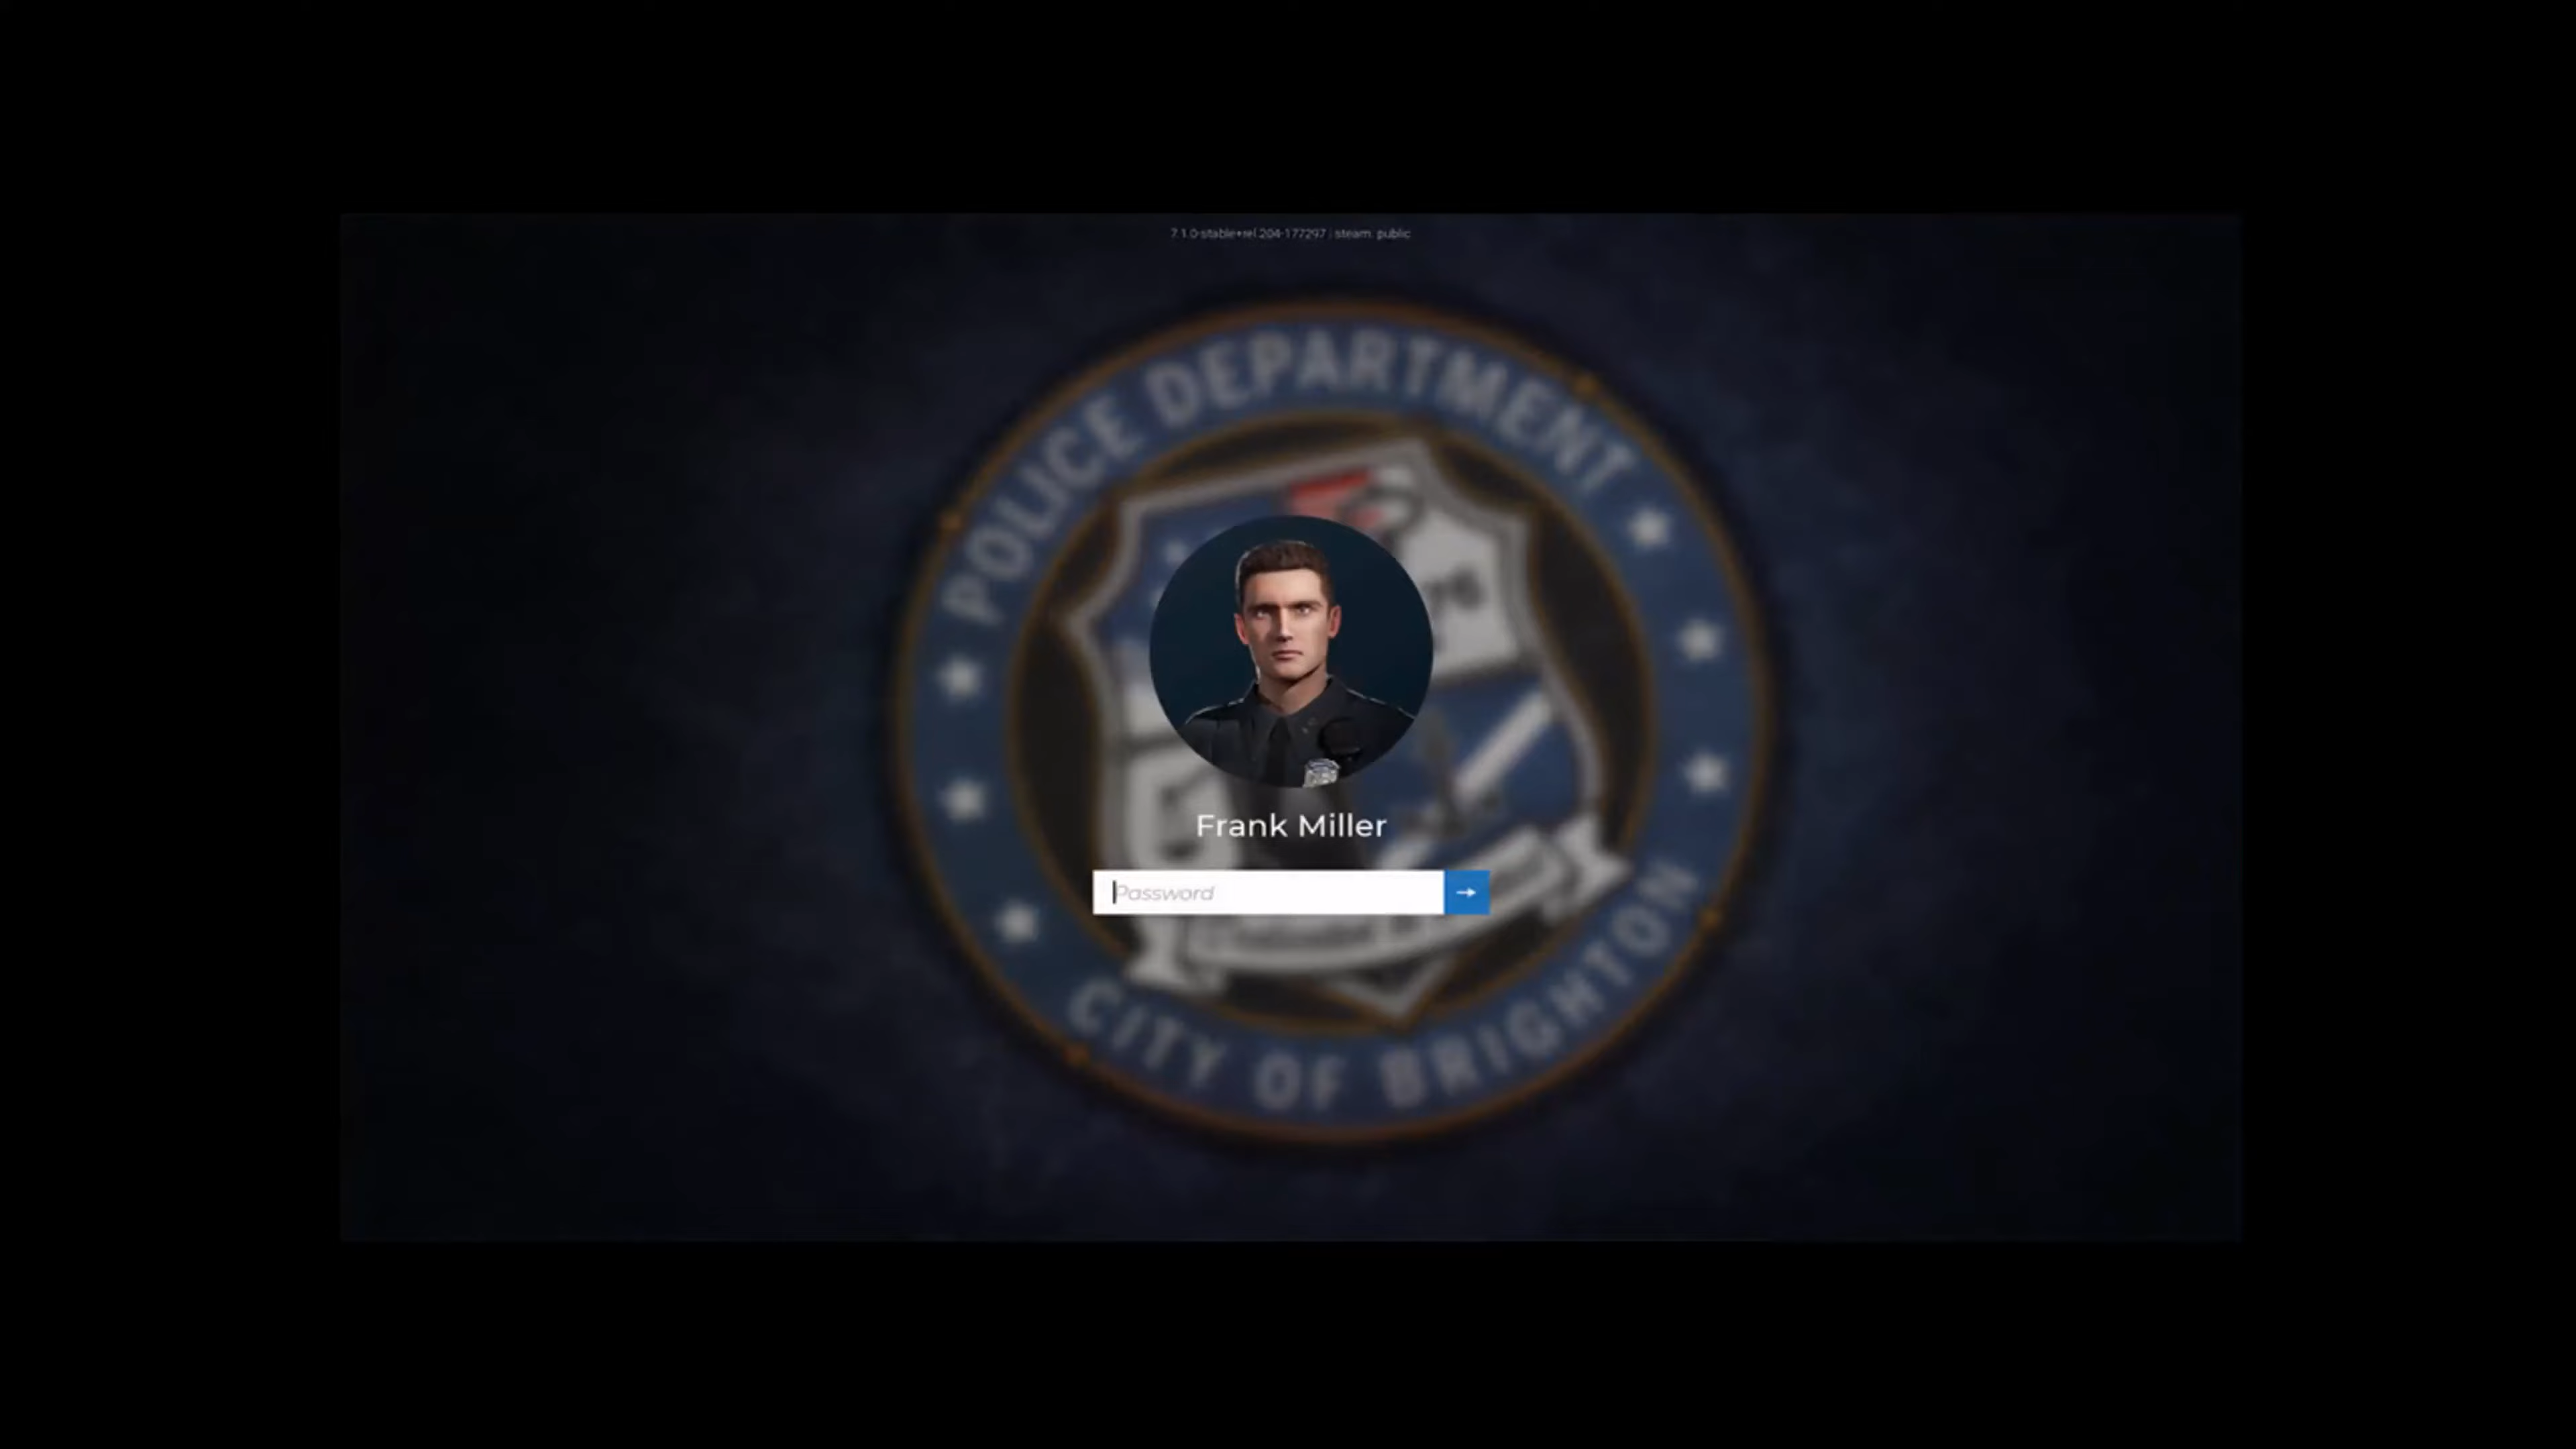 7.1.0-stable+rel.204-177297 | steam: public
POLICE DEPARTMENT
Frank Miller
Password
CITY OF BRIGHTON